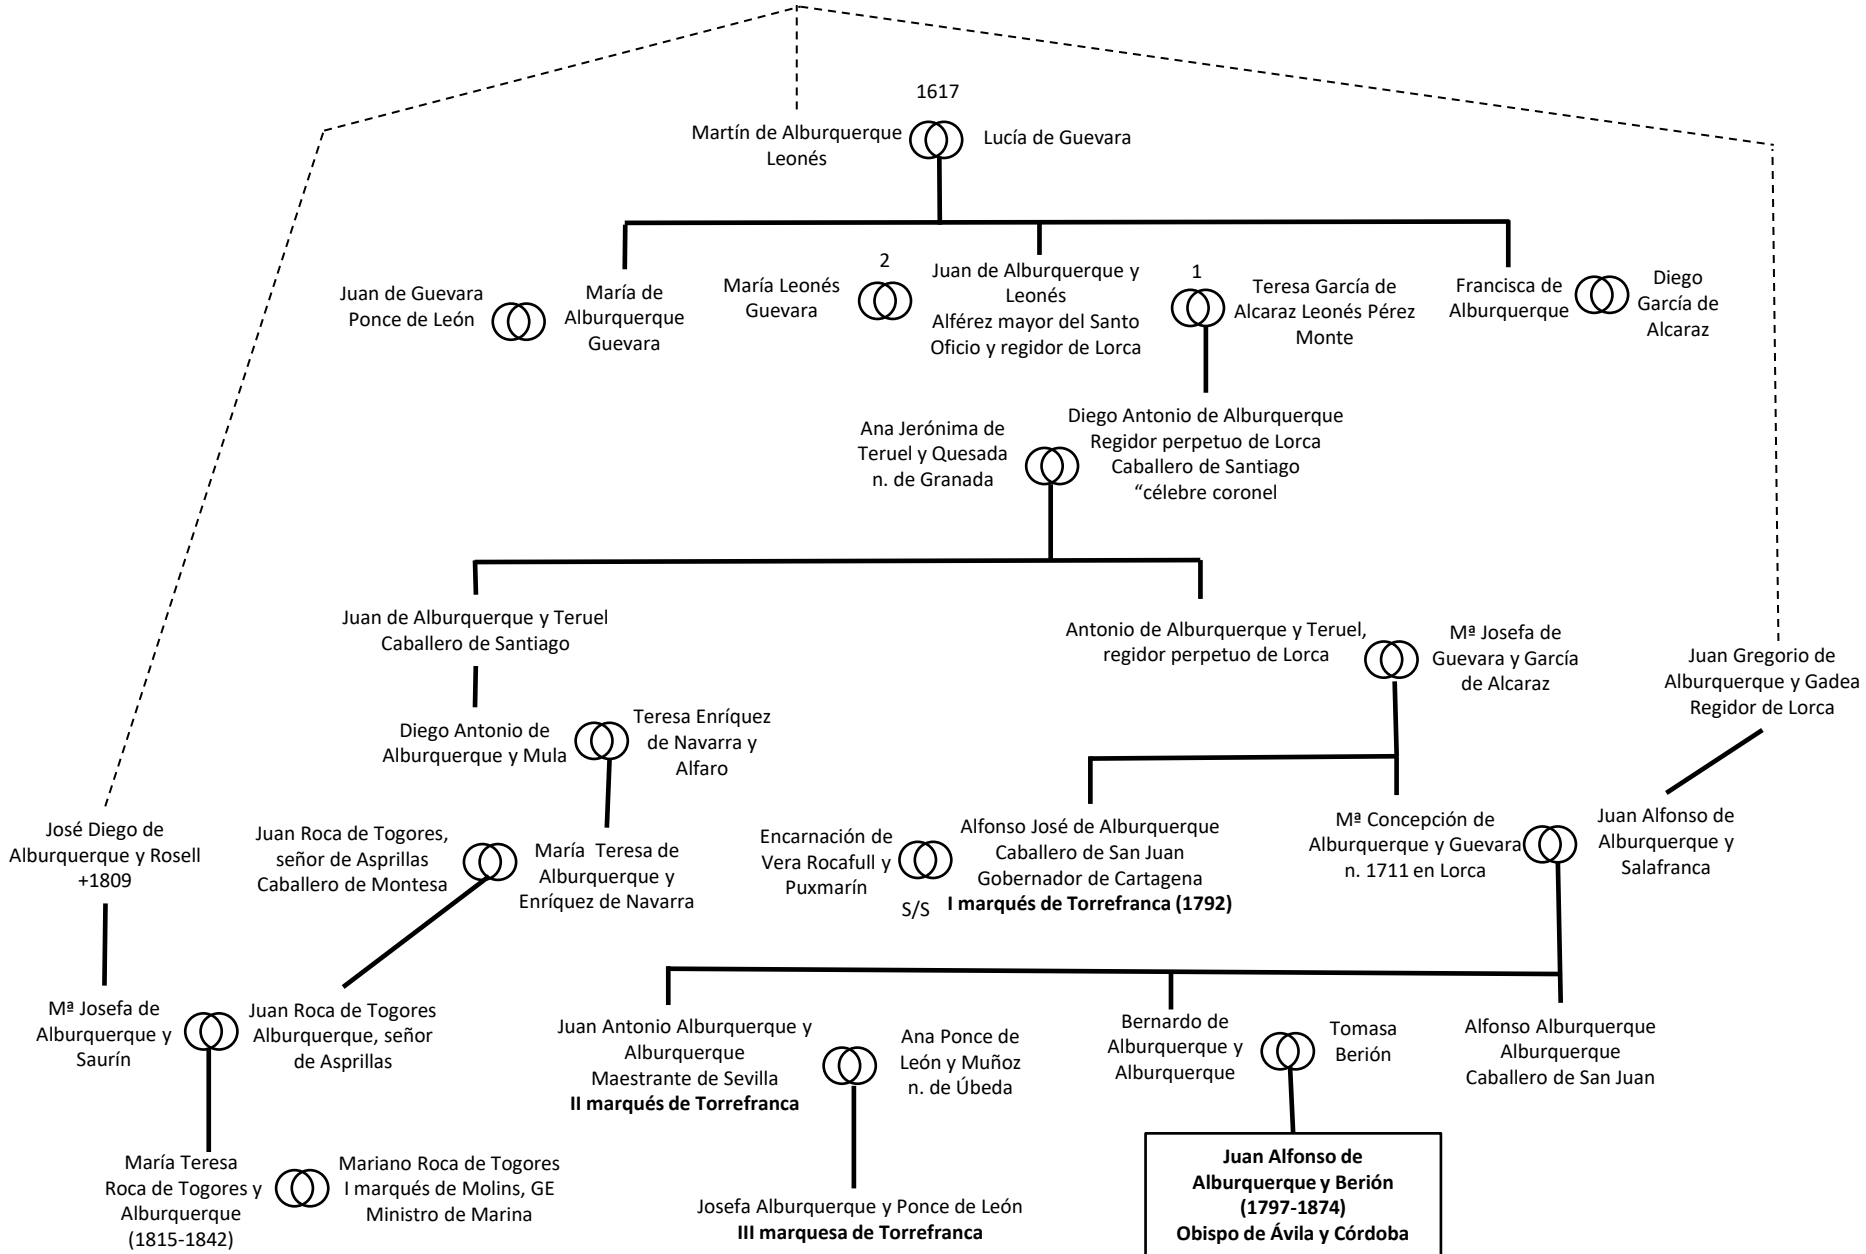 1617
Martín de Alburquerque
Leonés
Lucía de Guevara
Juan de Guevara
Ponce de León
María de
Alburquerque
Guevara
María Leonés
Guevara
2
Juan de Alburquerque y
Leonés
Alférez mayor del Santo
Oficio y regidor de Lorca
1
Teresa García de
Alcaraz Leonés Pérez
Monte
Francisca de
Alburquerque
Diego
García de
Alcaraz
Ana Jerónima de
Teruel y Quesada
n. de Granada
Diego Antonio de Alburquerque
Regidor perpetuo de Lorca
Caballero de Santiago
“célebre coronel
Juan de Alburquerque y Teruel
Caballero de Santiago
Antonio de Alburquerque y Teruel,
regidor perpetuo de Lorca
Mª Josefa de
Guevara y García
de Alcaraz
Juan Gregorio de
Alburquerque y Gadea
Regidor de Lorca
Diego Antonio de
Alburquerque y Mula
Teresa Enríquez
de Navarra y
Alfaro
José Diego de
Alburquerque y Rosell
+1809
Juan Roca de Togores,
señor de Asprillas
Caballero de Montesa
María Teresa de
Alburquerque y
Enríquez de Navarra
Encarnación de
Vera Rocafull y
Puxmarín
S/S
Alfonso José de Alburquerque
Caballero de San Juan
Gobernador de Cartagena
I marqués de Torrefranca (1792)
Mª Concepción de
Alburquerque y Guevara
n. 1711 en Lorca
Juan Alfonso de
Alburquerque y
Salafranca
Mª Josefa de
Alburquerque y
Saurín
Juan Roca de Togores
Alburquerque, señor
de Asprillas
Juan Antonio Alburquerque y
Alburquerque
Maestrante de Sevilla
II marqués de Torrefranca
Ana Ponce de
León y Muñoz
n. de Úbeda
Bernardo de
Alburquerque y
Alburquerque
Tomasa
Berión
Alfonso Alburquerque
Alburquerque
Caballero de San Juan
María Teresa
Roca de Togores y
Alburquerque
(1815-1842)
Mariano Roca de Togores
I marqués de Molins, GE
Ministro de Marina
Josefa Alburquerque y Ponce de León
III marquesa de Torrefranca
Juan Alfonso de
Alburquerque y Berión
(1797-1874)
Obispo de Ávila y Córdoba